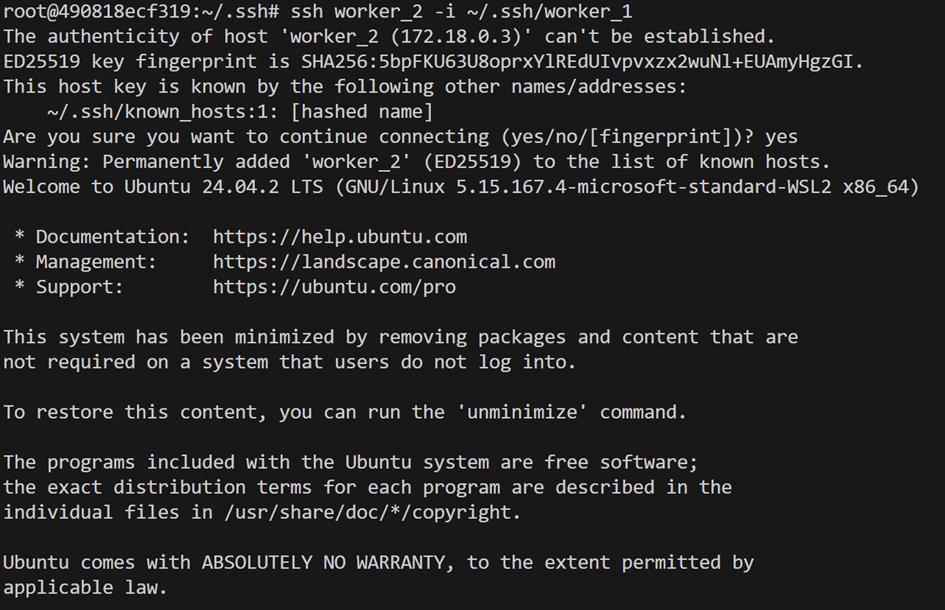 root@490818ecf319:~/.ssh# ssh worker_2 -i ~/.ssh/worker_1
The authenticity of host 'worker_2 (172.18.0.3)' can't be established.
ED25519 key fingerprint is SHA256:5bpFKU63U8oprxYlREdUIvpvxzx2wuNl+EUAmyHgzGI.
This host key is known by the following other names/addresses:
    ~/.ssh/known_hosts:1: [hashed name]
Are you sure you want to continue connecting (yes/no/[fingerprint])? yes
Warning: Permanently added 'worker_2' (ED25519) to the list of known hosts.
Welcome to Ubuntu 24.04.2 LTS (GNU/Linux 5.15.167.4-microsoft-standard-WSL2 x86_64)

 * Documentation:  https://help.ubuntu.com
 * Management:     https://landscape.canonical.com
 * Support:        https://ubuntu.com/pro

This system has been minimized by removing packages and content that are
not required on a system that users do not log into.

To restore this content, you can run the 'unminimize' command.

The programs included with the Ubuntu system are free software;
the exact distribution terms for each program are described in the
individual files in /usr/share/doc/*/copyright.

Ubuntu comes with ABSOLUTELY NO WARRANTY, to the extent permitted by
applicable law.